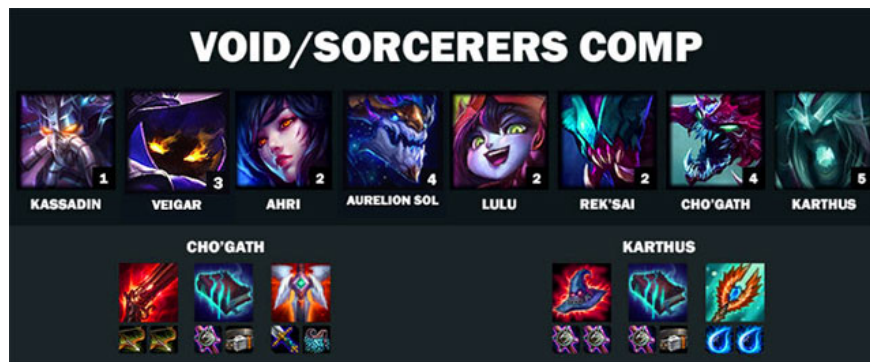 VOID/SORCERERS COMP
1 3 2 4 2 2 4 5
KASSADIN VEIGAR AHRI AURELION SOL LULU REK'SAI CHO'GATH KARTHUS
CHO'GATH KARTHUS